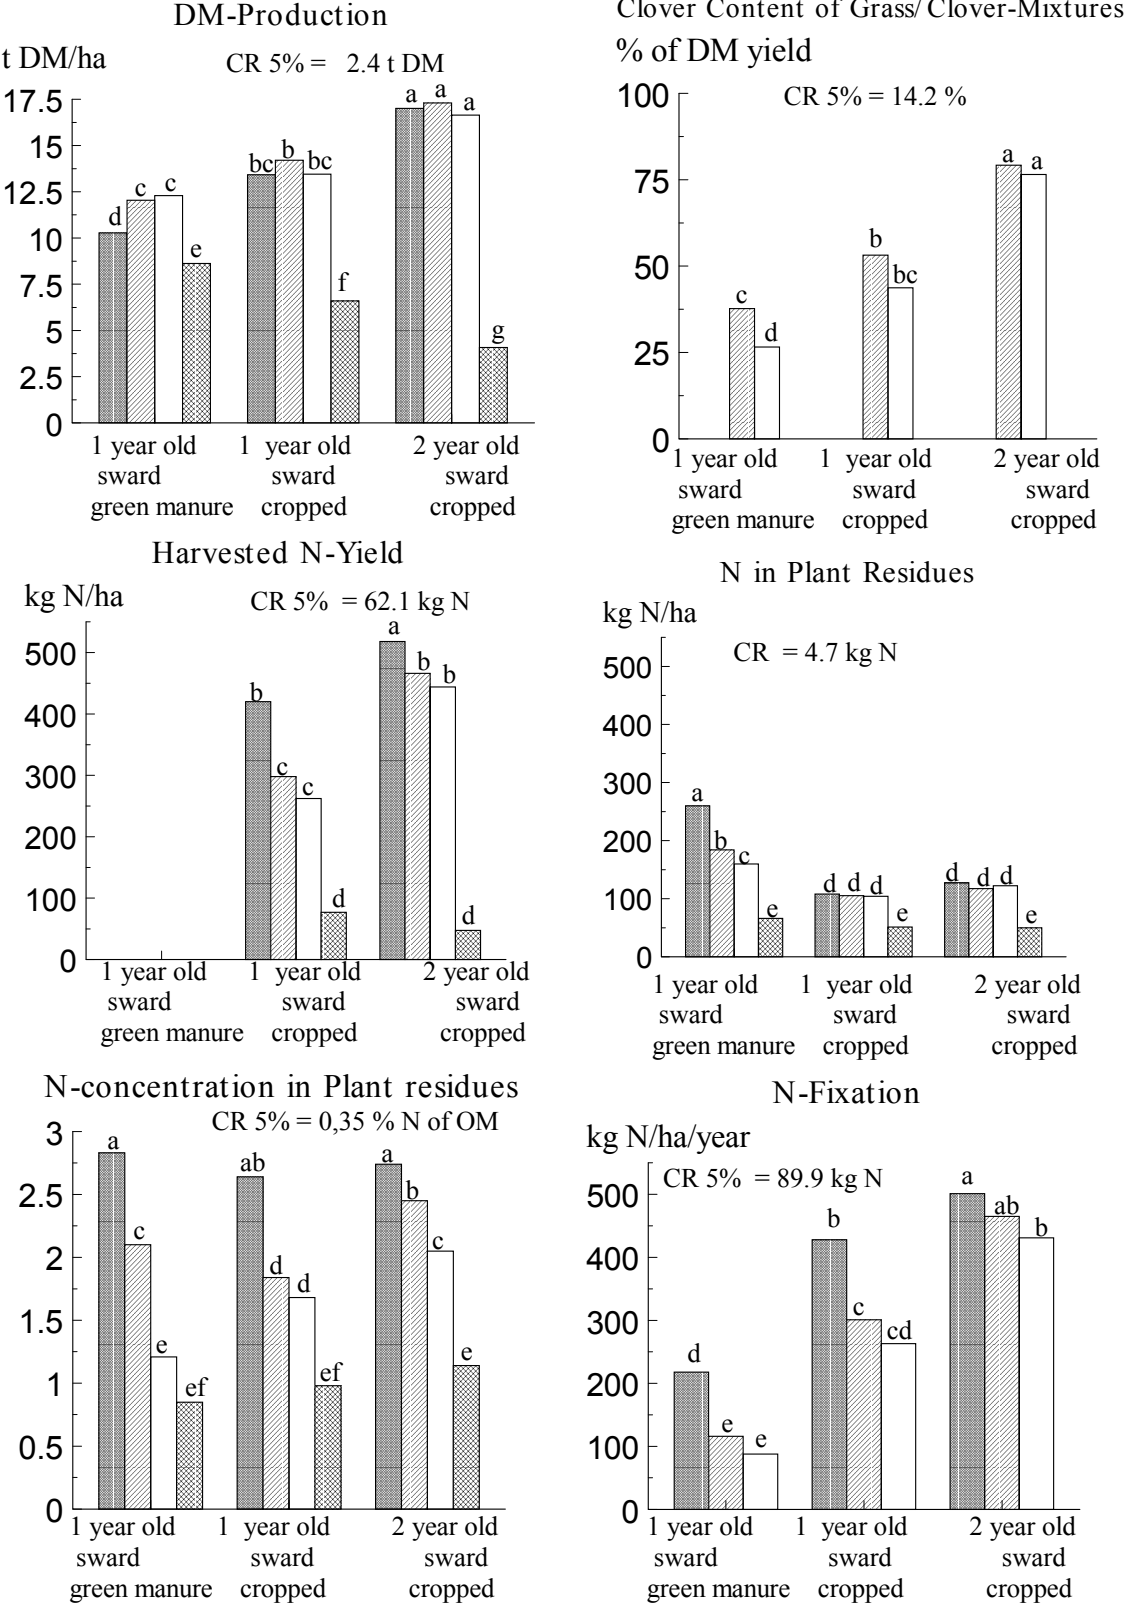 DM-Production
t DM/ha
CR 5% = 2.4 t DM
17.5
15
12.5
10
7.5
5
2.5
0
d c c e
bc b bc f
a a a g
1 year old 1 year old 2 year old
sward sward sward
green manure cropped cropped
Clover Content of Grass/Clover-Mixtures
% of DM yield
CR 5% = 14.2 %
100
75
50
25
0
c d
b bc
a a
1 year old 1 year old 2 year old
sward sward sward
green manure cropped cropped
Harvested N-Yield
kg N/ha
CR 5% = 62.1 kg N
500
400
300
200
100
0
b c c d
a b b d
1 year old 1 year old 2 year old
sward sward sward
green manure cropped cropped
N in Plant Residues
kg N/ha
CR = 4.7 kg N
500
400
300
200
100
0
a b c e
d d d e
d d d e
1 year old 1 year old 2 year old
sward sward sward
green manure cropped cropped
N-concentration in Plant residues
CR 5% = 0,35 % N of OM
3
2.5
2
1.5
1
0.5
0
a c e ef
ab d d ef
a b c e
1 year old 1 year old 2 year old
sward sward sward
green manure cropped cropped
N-Fixation
kg N/ha/year
CR 5% = 89.9 kg N
500
400
300
200
100
0
d e e
b c cd
a ab b
1 year old 1 year old 2 year old
sward sward sward
green manure cropped cropped